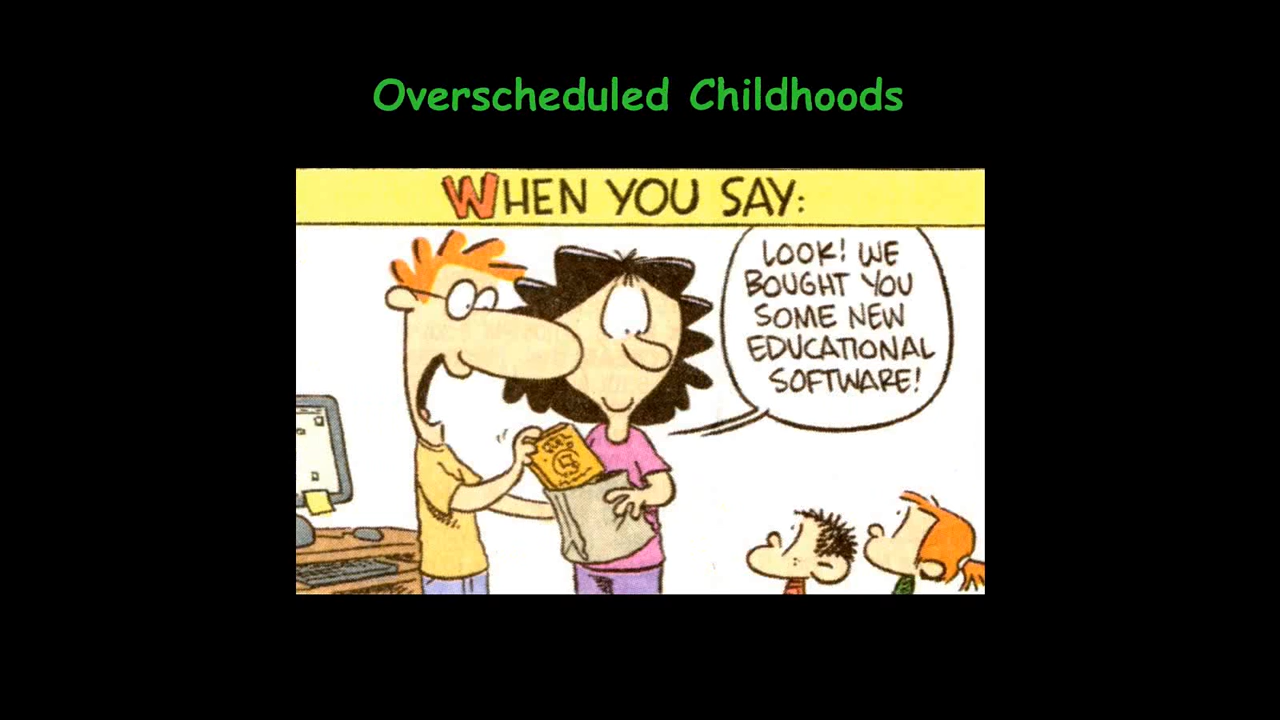 Overscheduled Childhoods
WHEN YOU SAY:
LOOK! WE
BOUGHT YOU
SOME NEW
EDUCATIONAL
SOFTWARE!